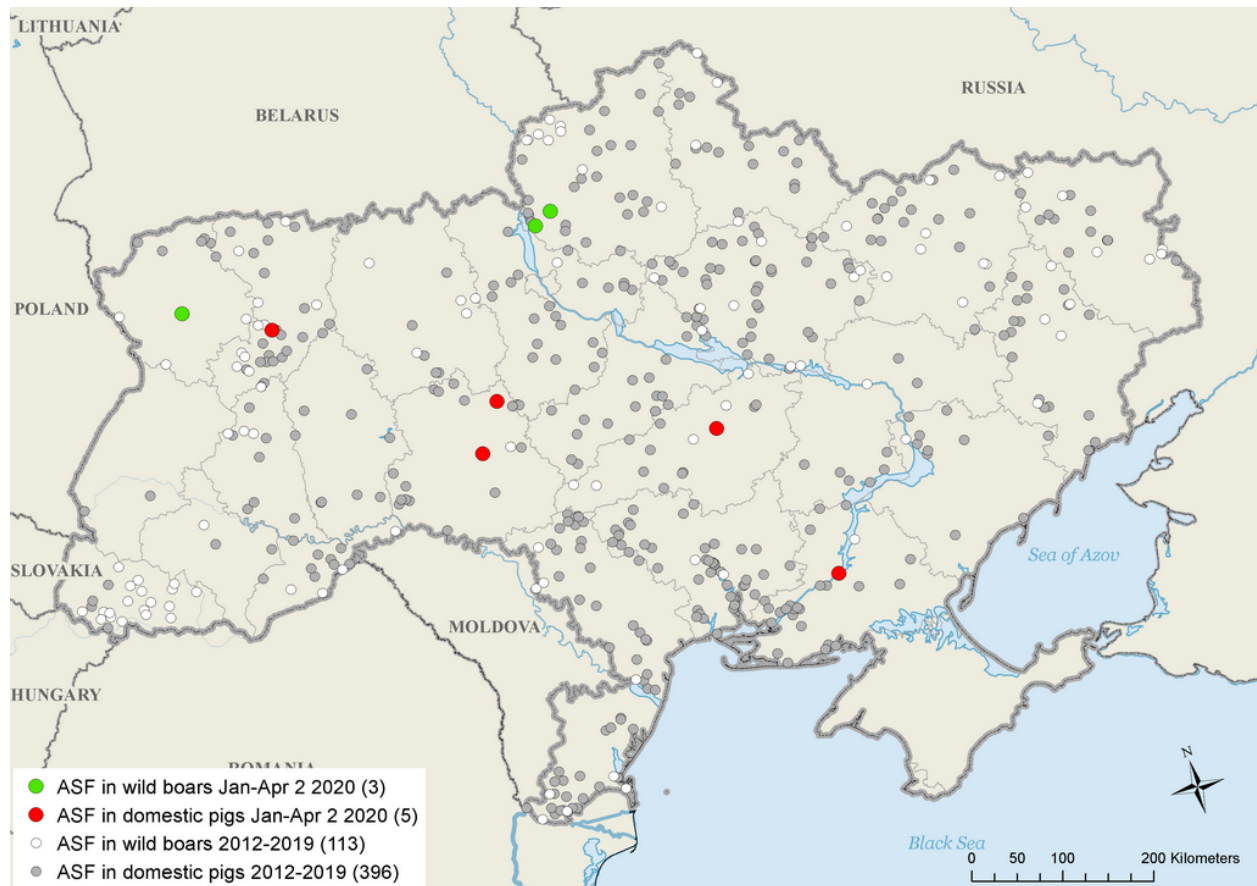 LITHUANIA
BELARUS
RUSSIA
POLAND
SLOVAKIA
Sea of Azov
MOLDOVA
HUNGARY
ROMANIA
ASF in wild boars Jan-Apr 2 2020 (3)
ASF in domestic pigs Jan-Apr 2 2020 (5)
ASF in wild boars 2012-2019 (113)
ASF in domestic pigs 2012-2019 (396)
N
Black Sea
0 50 100 200 Kilometers